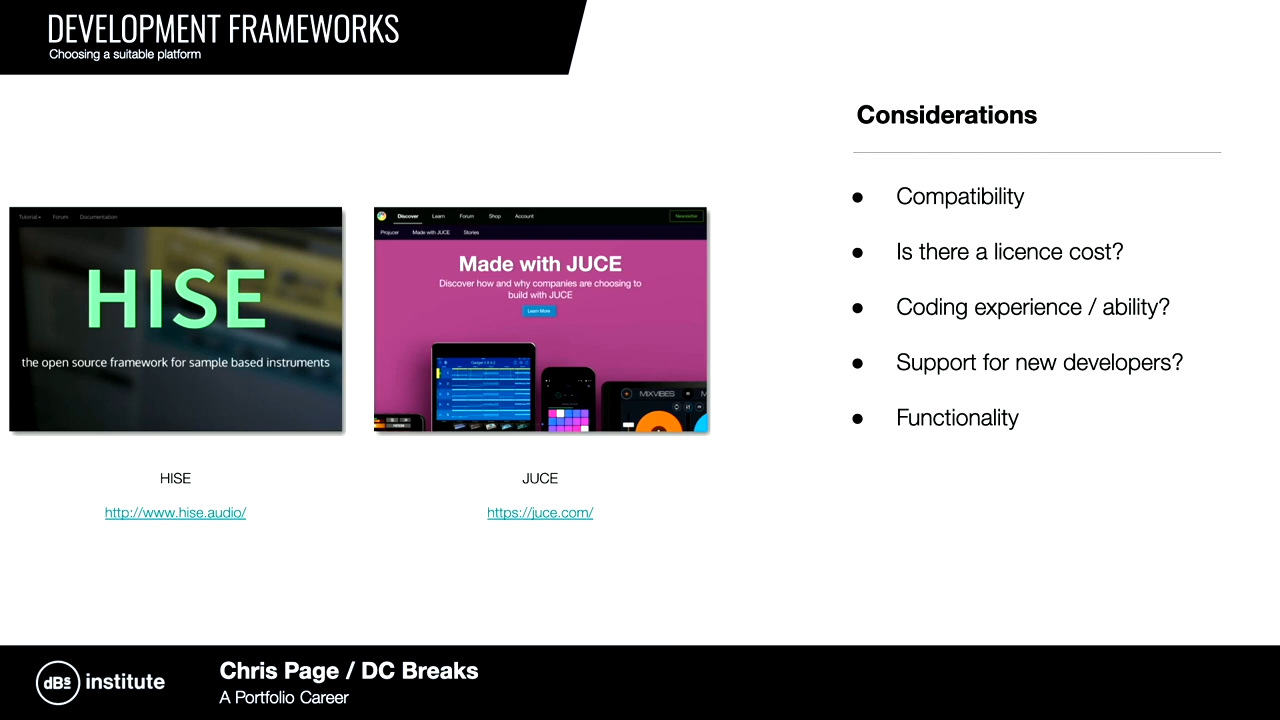 DEVELOPMENT FRAMEWORKS
Choosing a suitable platform
Considerations
● Compatibility
● Is there a licence cost?
● Coding experience / ability?
● Support for new developers?
● Functionality
Tutorial Forum Documentation
HISE
the open source framework for sample based instruments
Discover Learn Forum Shop Account Newsletter
Projucer Made with JUCE Stories
Made with JUCE
Discover how and why companies are choosing to
build with JUCE
Learn More
MIXVIBES
HISE
http://www.hise.audio/
JUCE
https://juce.com/
dBs institute
Chris Page / DC Breaks
A Portfolio Career